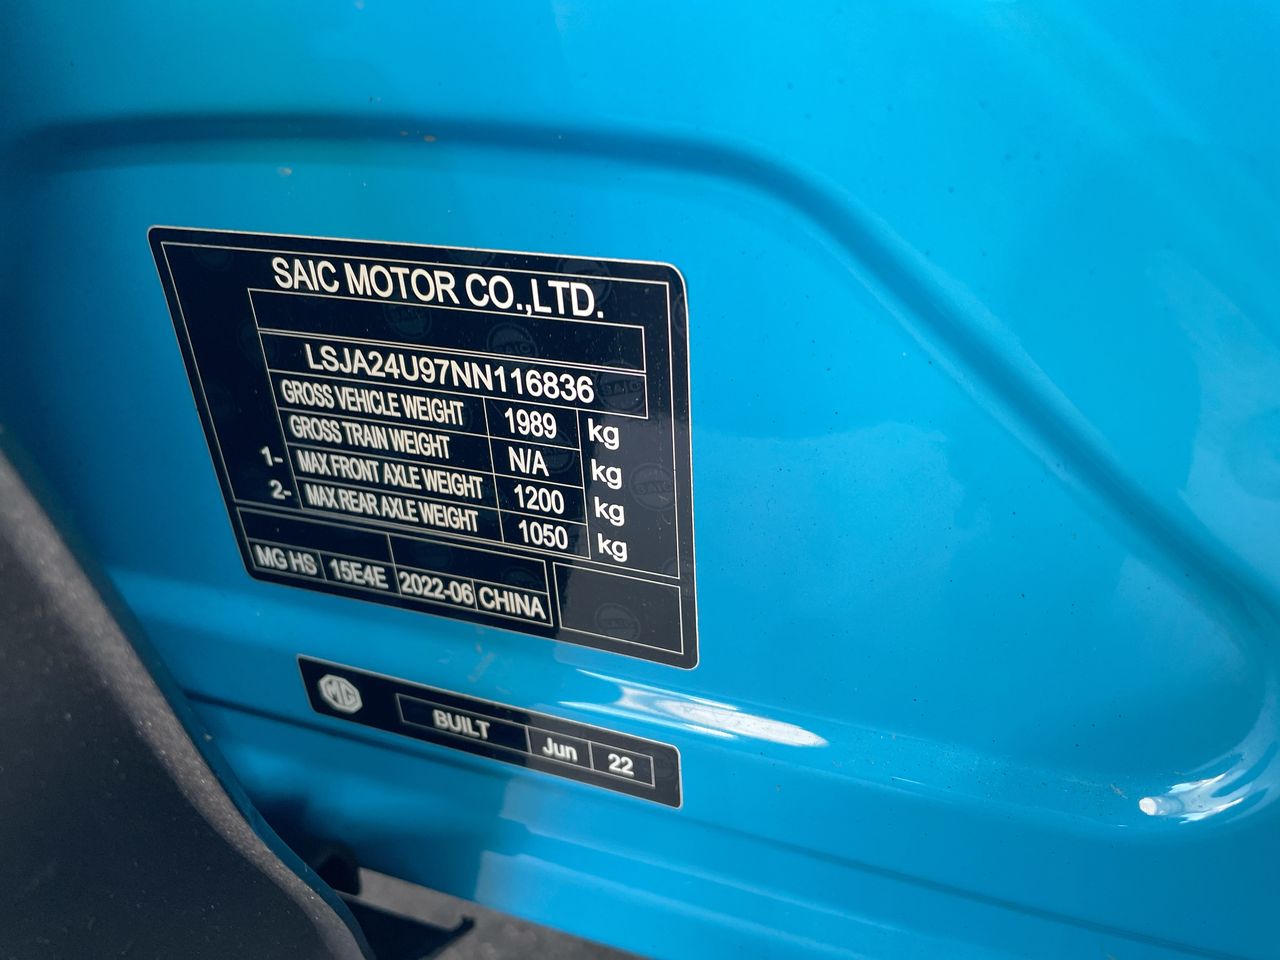 SAIC MOTOR CO.,LTD.
LSJA24U97NN116836
GROSS VEHICLE WEIGHT 1989 kg
GROSS TRAIN WEIGHT N/A kg
1- MAX FRONT AXLE WEIGHT 1200 kg
2- MAX REAR AXLE WEIGHT 1050 kg
MG HS 15E4E 2022-06 CHINA
MG BUILT Jun 22